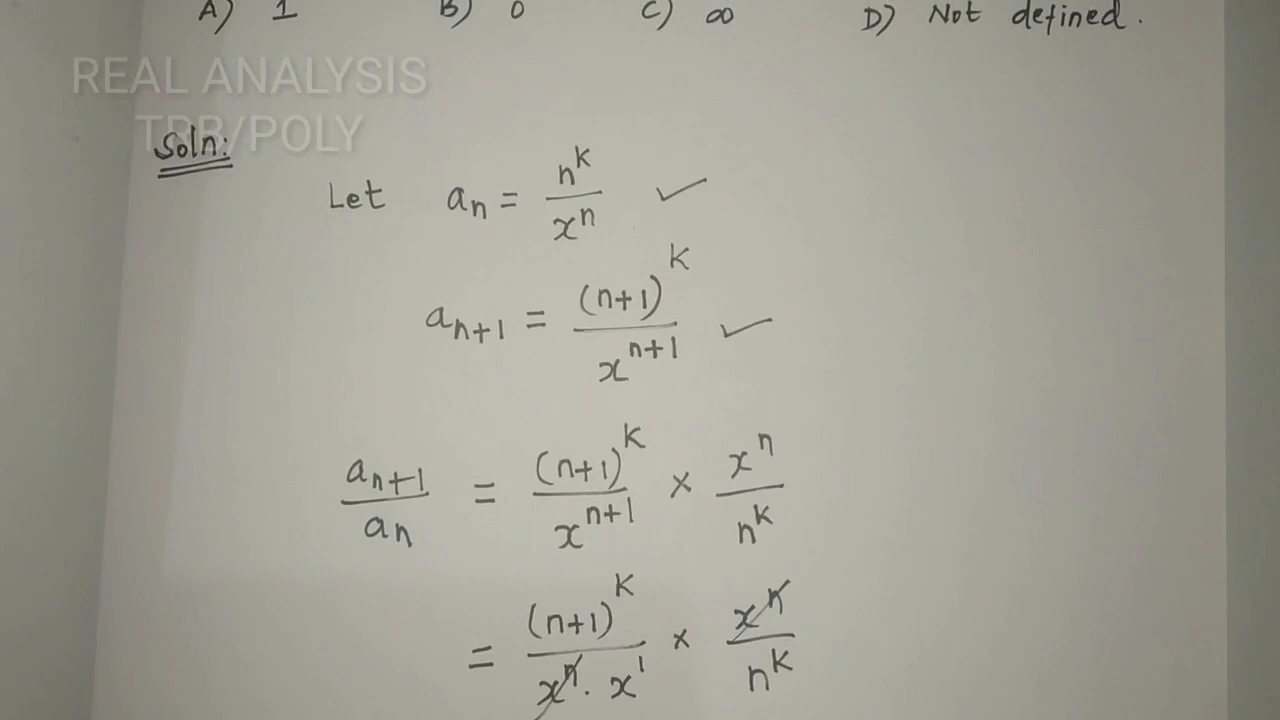 A) 1 B) 0 C) ∞ D) Not defined.
REAL ANALYSIS
TRB/POLY
Soln:
Let aₙ = nᵏ / xⁿ ✓
aₙ₊₁ = (n+1)ᵏ / xⁿ⁺¹ ✓
aₙ₊₁ / aₙ = (n+1)ᵏ / xⁿ⁺¹ × xⁿ / nᵏ
= (n+1)ᵏ / xⁿ · x¹ × xⁿ / nᵏ